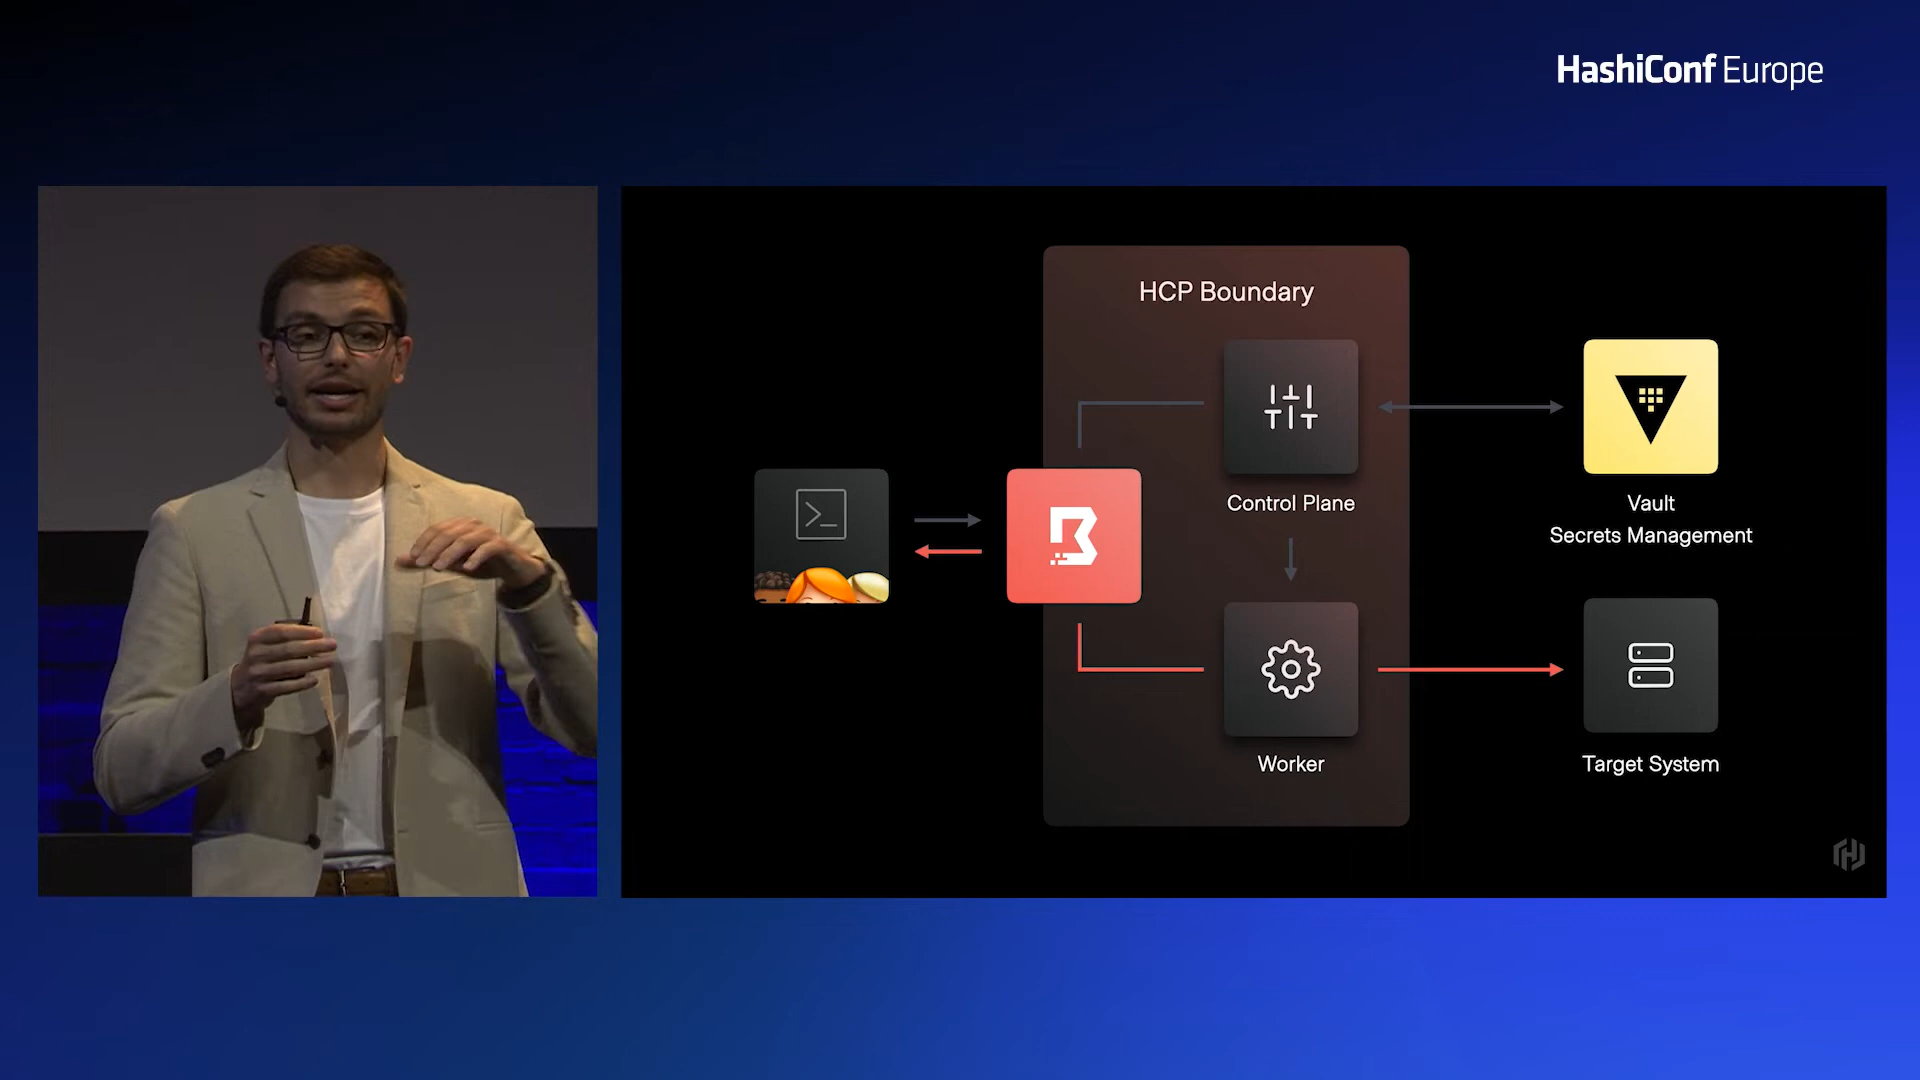 HashiConf Europe
HCP Boundary
Control Plane
Vault
Secrets Management
Worker
Target System